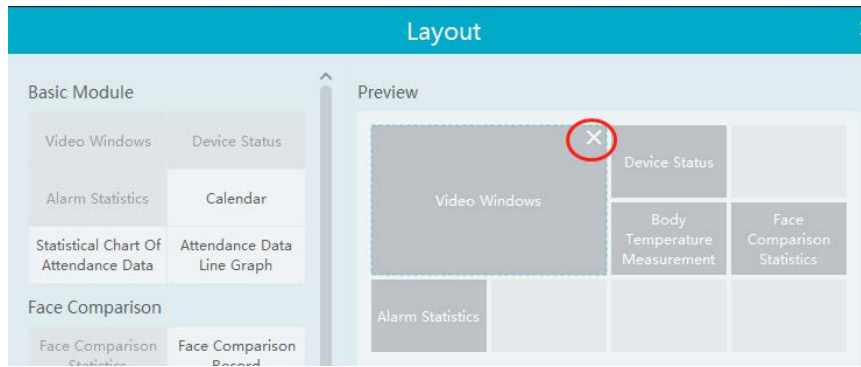 Layout
Basic Module
Video Windows
Device Status
Alarm Statistics
Calendar
Statistical Chart Of
Attendance Data
Attendance Data
Line Graph
Face Comparison
Face Comparison
Statistics
Face Comparison
Record
Preview
Video Windows
Device Status
Body
Temperature
Measurement
Face
Comparison
Statistics
Alarm Statistics